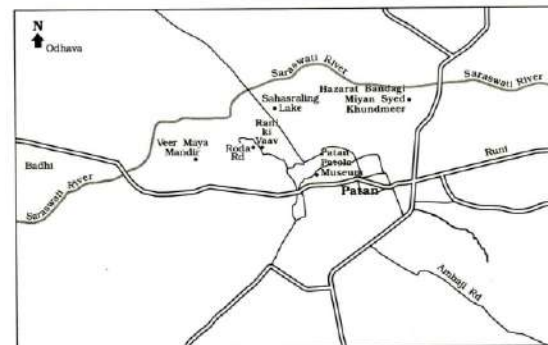 N
Odhava
Saraswati River
Saraswati River
Hazarat Bandagi
Miyan Syed
Khundmeer
Sahasraling
Lake
Rani
ki
Vaav
Veer Maya
Mandir
Roda
Rd
Patan
Patola
Museum
Patan
Runi
Badhi
Saraswati River
Ambaji Rd